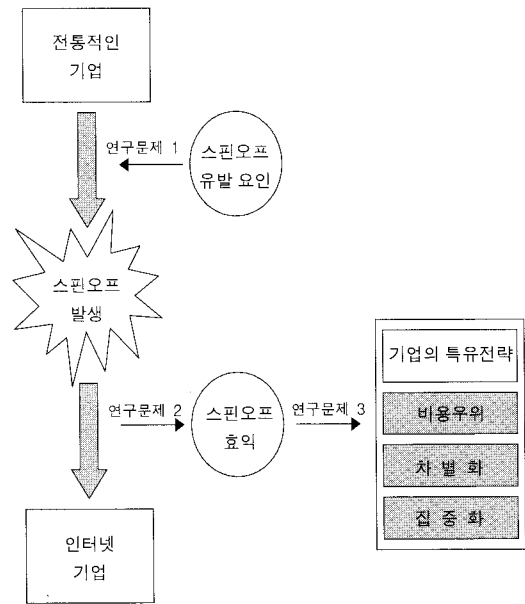 전통적인
기업
연구문제 1
스핀오프
유발 요인
스핀오프
발생
연구문제 2
스핀오프
효익
연구문제 3
기업의 특유전략
비용우위
차 별 화
집 중 화
인터넷
기업